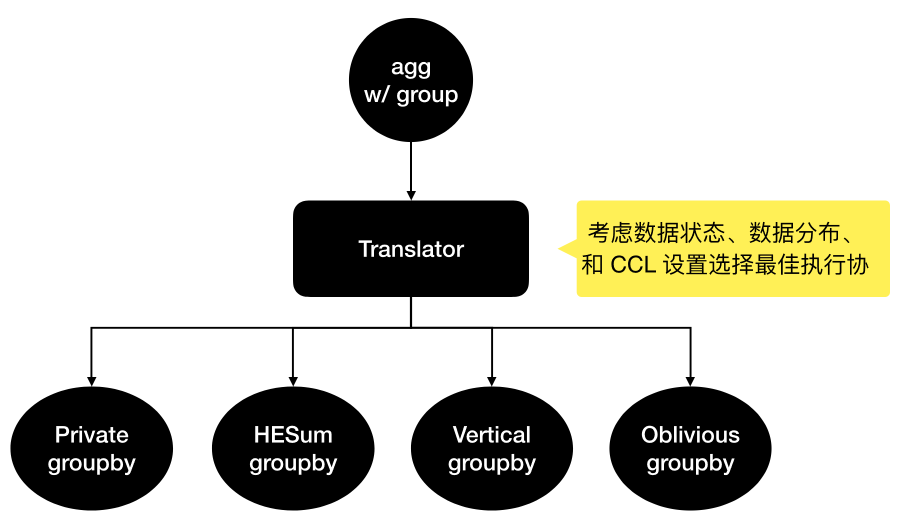 agg
w/ group
Translator
考虑数据状态、数据分布、
和 CCL 设置选择最佳执行协
Private
groupby
HESum
groupby
Vertical
groupby
Oblivious
groupby